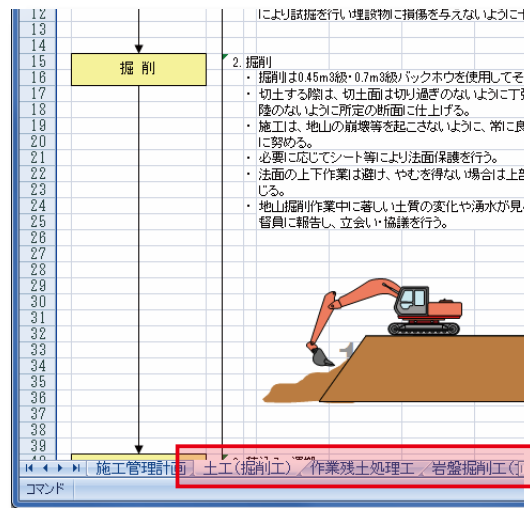 12
により試掘を行い埋設物に損傷を与えないように
13
14
15
掘 削
2. 掘削
16
・ 掘削は0.45m3級・0.7m3級バックホウを使用してそ
17
・ 切土する際は、切土面は切り過ぎのないように丁
18
陸のないように所定の断面に仕上げる。
19
・ 施工は、地山の崩壊等を起こさないように、常に良
20
に努める。
21
・ 必要に応じてシート等により法面保護を行う。
22
・ 法面の上下作業は避け、やむを得ない場合は上部
23
じる。
24
・ 地山掘削作業中に著しい土質の変化や湧水が見
25
督員に報告し、立会い・協議を行う。
26
27
28
29
30
31
32
33
34
35
36
37
38
39
施工管理計画 土工(掘削工) 作業残土処理工 岩盤掘削工(
コマンド